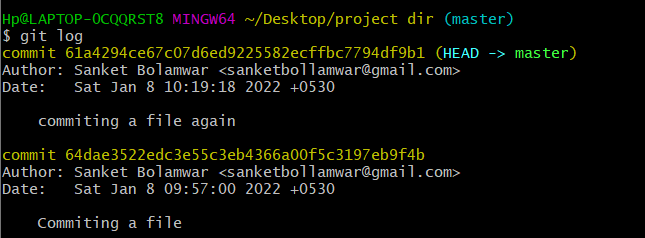 Hp@LAPTOP-OCQQRST8 MINGW64 ~/Desktop/project dir (master)
$ git log
commit 61a4294ce67c07d6ed9225582ecffbc7794df9b1 (HEAD -> master)
Author: Sanket Bolamwar <sanketbollamwar@gmail.com>
Date:   Sat Jan 8 10:19:18 2022 +0530

    commiting a file again

commit 64dae3522edc3e55c3eb4366a00f5c3197eb9f4b
Author: Sanket Bolamwar <sanketbollamwar@gmail.com>
Date:   Sat Jan 8 09:57:00 2022 +0530

    Commiting a file